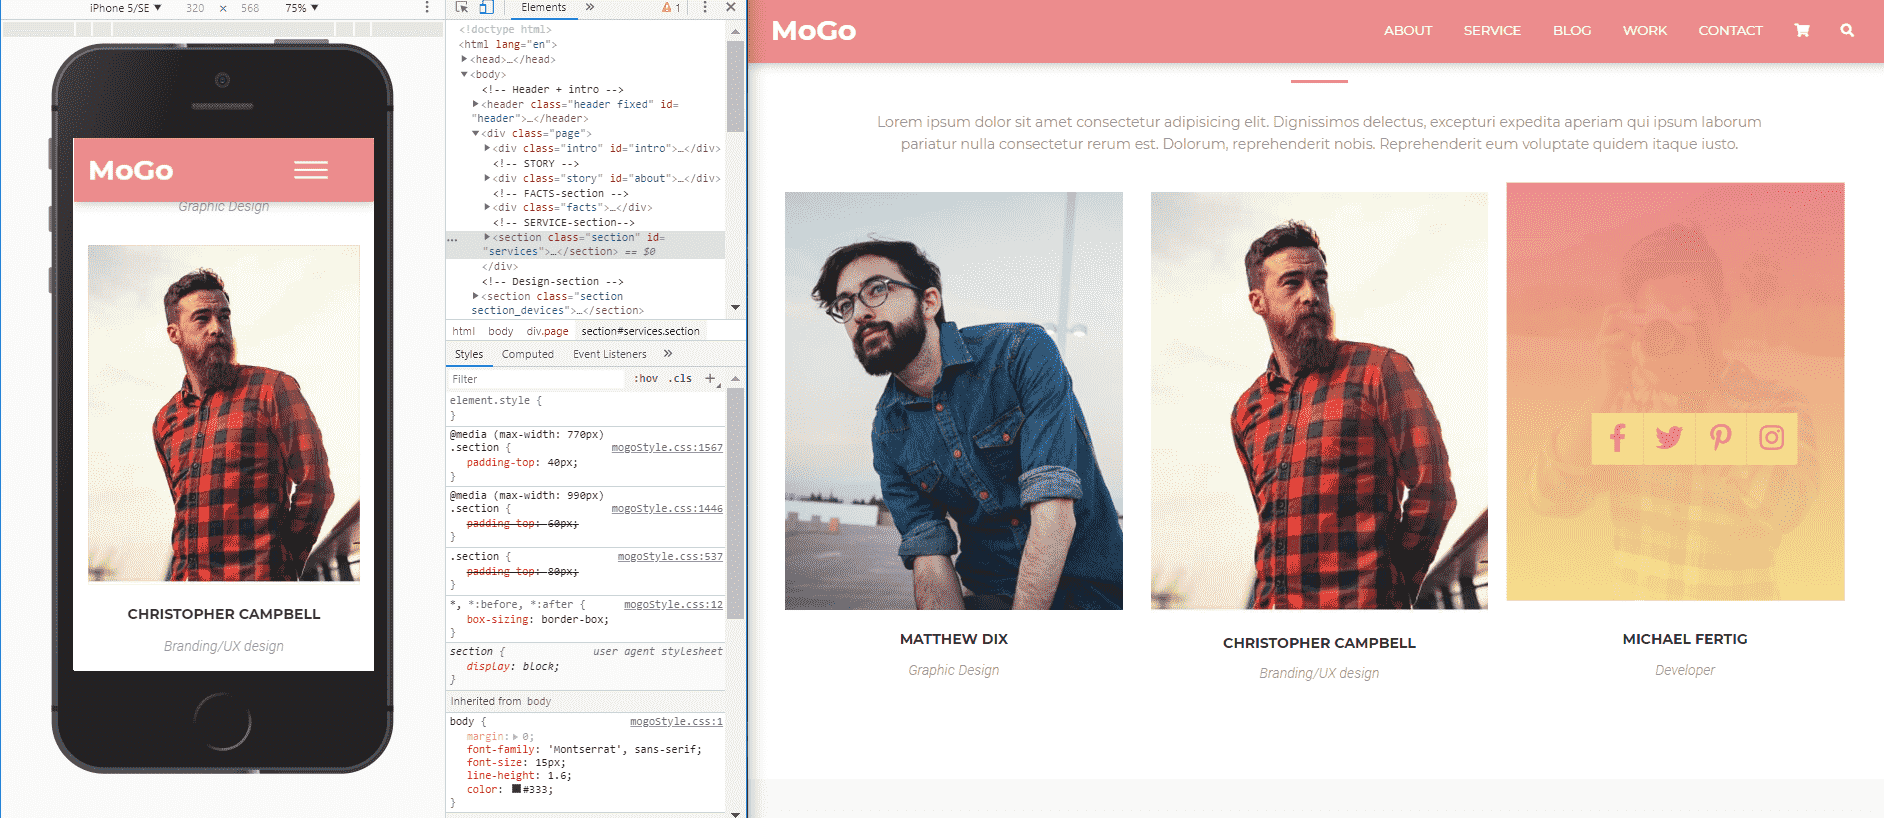 iPhone 5/SE ▼ 320 × 568 75% ▼
MoGo
Graphic Design
CHRISTOPHER CAMPBELL
Branding/UX design
Elements » 1
<!doctype html>
<html lang="en">
▶<head>…</head>
▼<body>
<!-- Header + intro -->
▶<header class="header fixed" id=
"header">…</header>
▼<div class="page">
▶<div class="intro" id="intro">…</div>
<!-- STORY -->
▶<div class="story" id="about">…</div>
<!-- FACTS-section -->
▶<div class="facts">…</div>
<!-- SERVICE-section-->
… ▶<section class="section" id=
"services">…</section> == $0
</div>
<!-- Design-section -->
▶<section class="section
section_devices">…</section>
html body div.page section#services.section
Styles Computed Event Listeners »
Filter :hov .cls +
element.style {
}
@media (max-width: 770px)
.section { mogoStyle.css:1567
padding-top: 40px;
}
@media (max-width: 990px)
.section { mogoStyle.css:1446
padding-top: 60px;
}
.section { mogoStyle.css:537
padding-top: 80px;
}
*, *:before, *:after { mogoStyle.css:12
box-sizing: border-box;
}
section { user agent stylesheet
display: block;
}
Inherited from body
body { mogoStyle.css:1
margin:▶0;
font-family: 'Montserrat', sans-serif;
font-size: 15px;
line-height: 1.6;
color: #333;
}
MoGo
ABOUT SERVICE BLOG WORK CONTACT
Lorem ipsum dolor sit amet consectetur adipisicing elit. Dignissimos delectus, excepturi expedita aperiam qui ipsum laborum
pariatur nulla consectetur rerum est. Dolorum, reprehenderit nobis. Reprehenderit eum voluptate quidem itaque iusto.
MATTHEW DIX
Graphic Design
CHRISTOPHER CAMPBELL
Branding/UX design
MICHAEL FERTIG
Developer